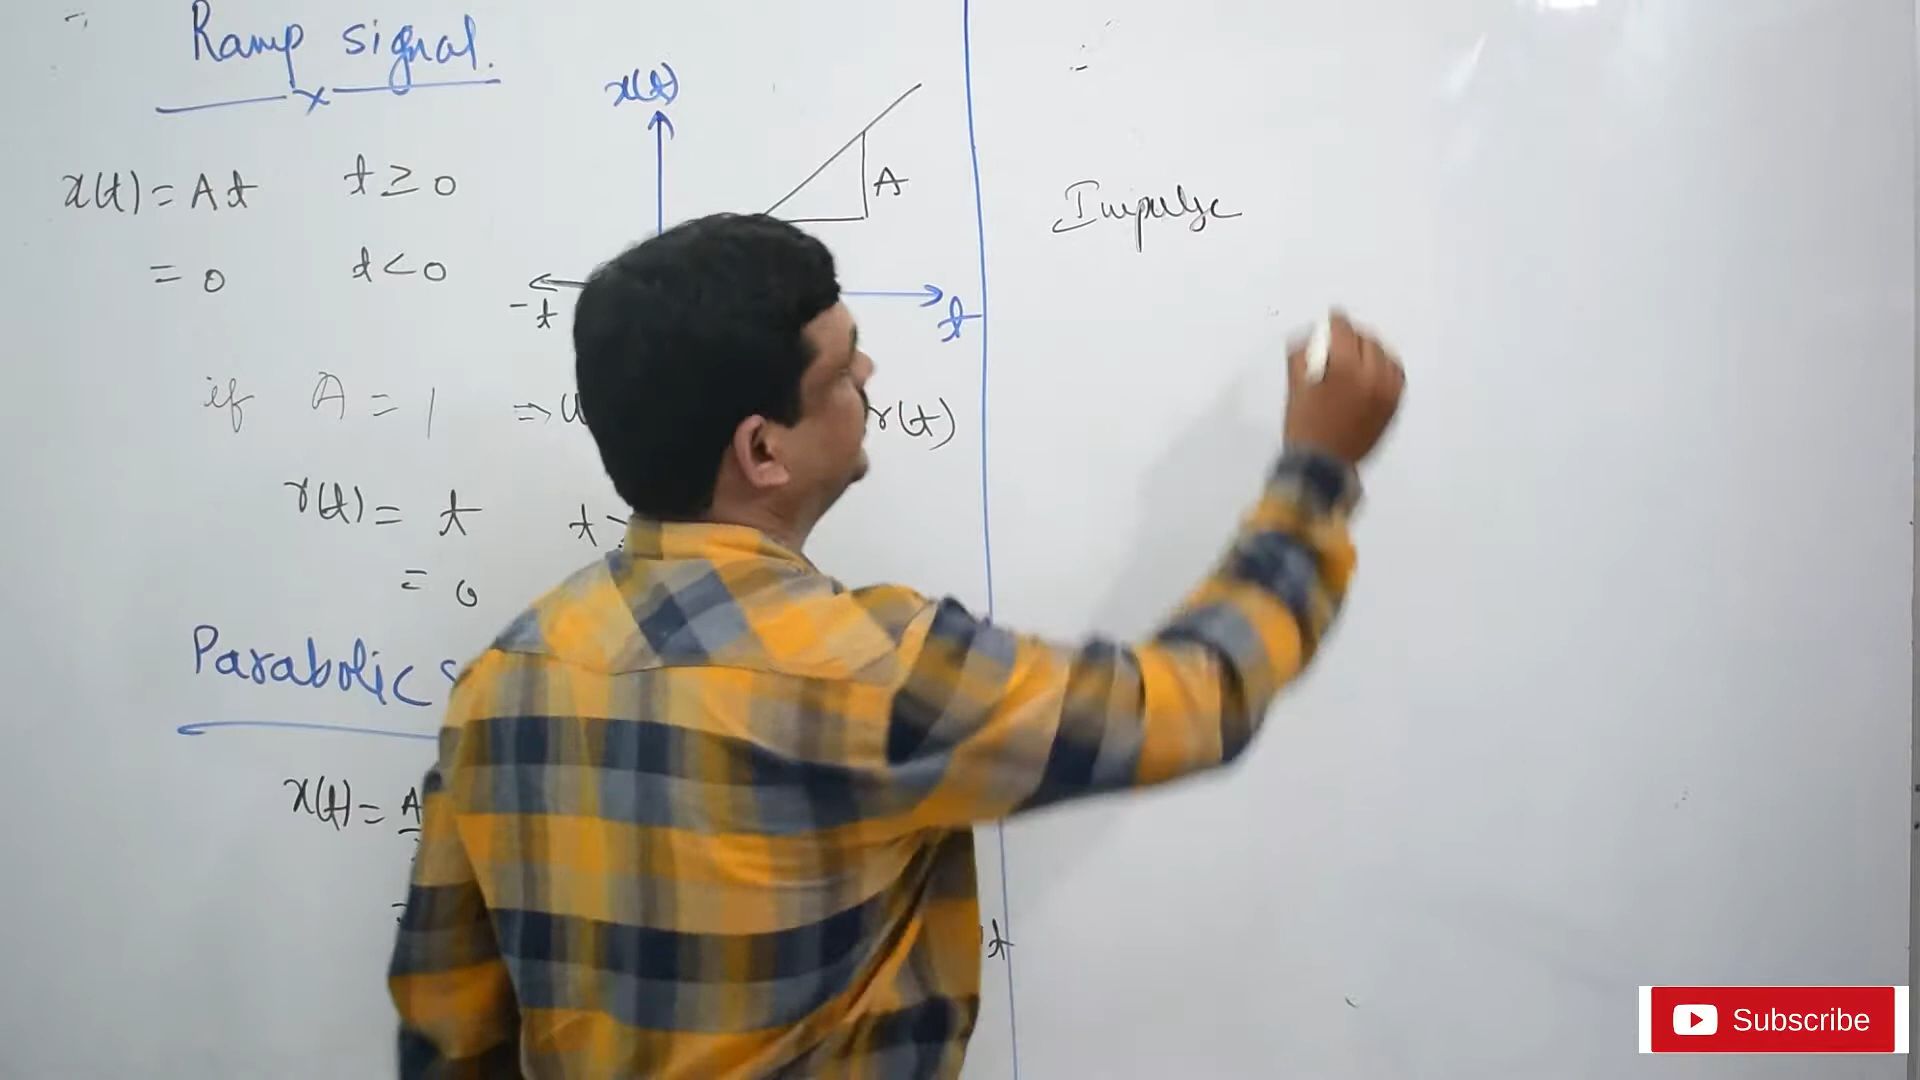 Ramp signal.
x(t)
x(t) = At t ≥ 0
A
= 0 t < 0
-t
t
if A = 1 ⇒ r(t)
r(t) = t t
= 0
Parabolic
x(t) = A
t
Impulse
Subscribe